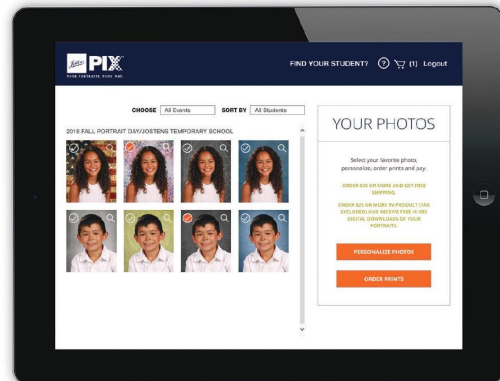 Jostens PIX
YOUR PORTRAITS. YOUR WAY.
FIND YOUR STUDENT? ? (1) Logout
CHOOSE All Events SORT BY All Students
2018 FALL PORTRAIT DAY/JOSTENS TEMPORARY SCHOOL
YOUR PHOTOS
Select your favorite photo,
personalize, order prints and pay.
ORDER $25 OR MORE AND GET FREE
SHIPPING.
ORDER $25 OR MORE IN PRODUCT (TAX
EXCLUDED) AND RECEIVE FREE HI-RES
DIGITAL DOWNLOADS OF YOUR
PORTRAITS.
PERSONALIZE PHOTOS
ORDER PRINTS